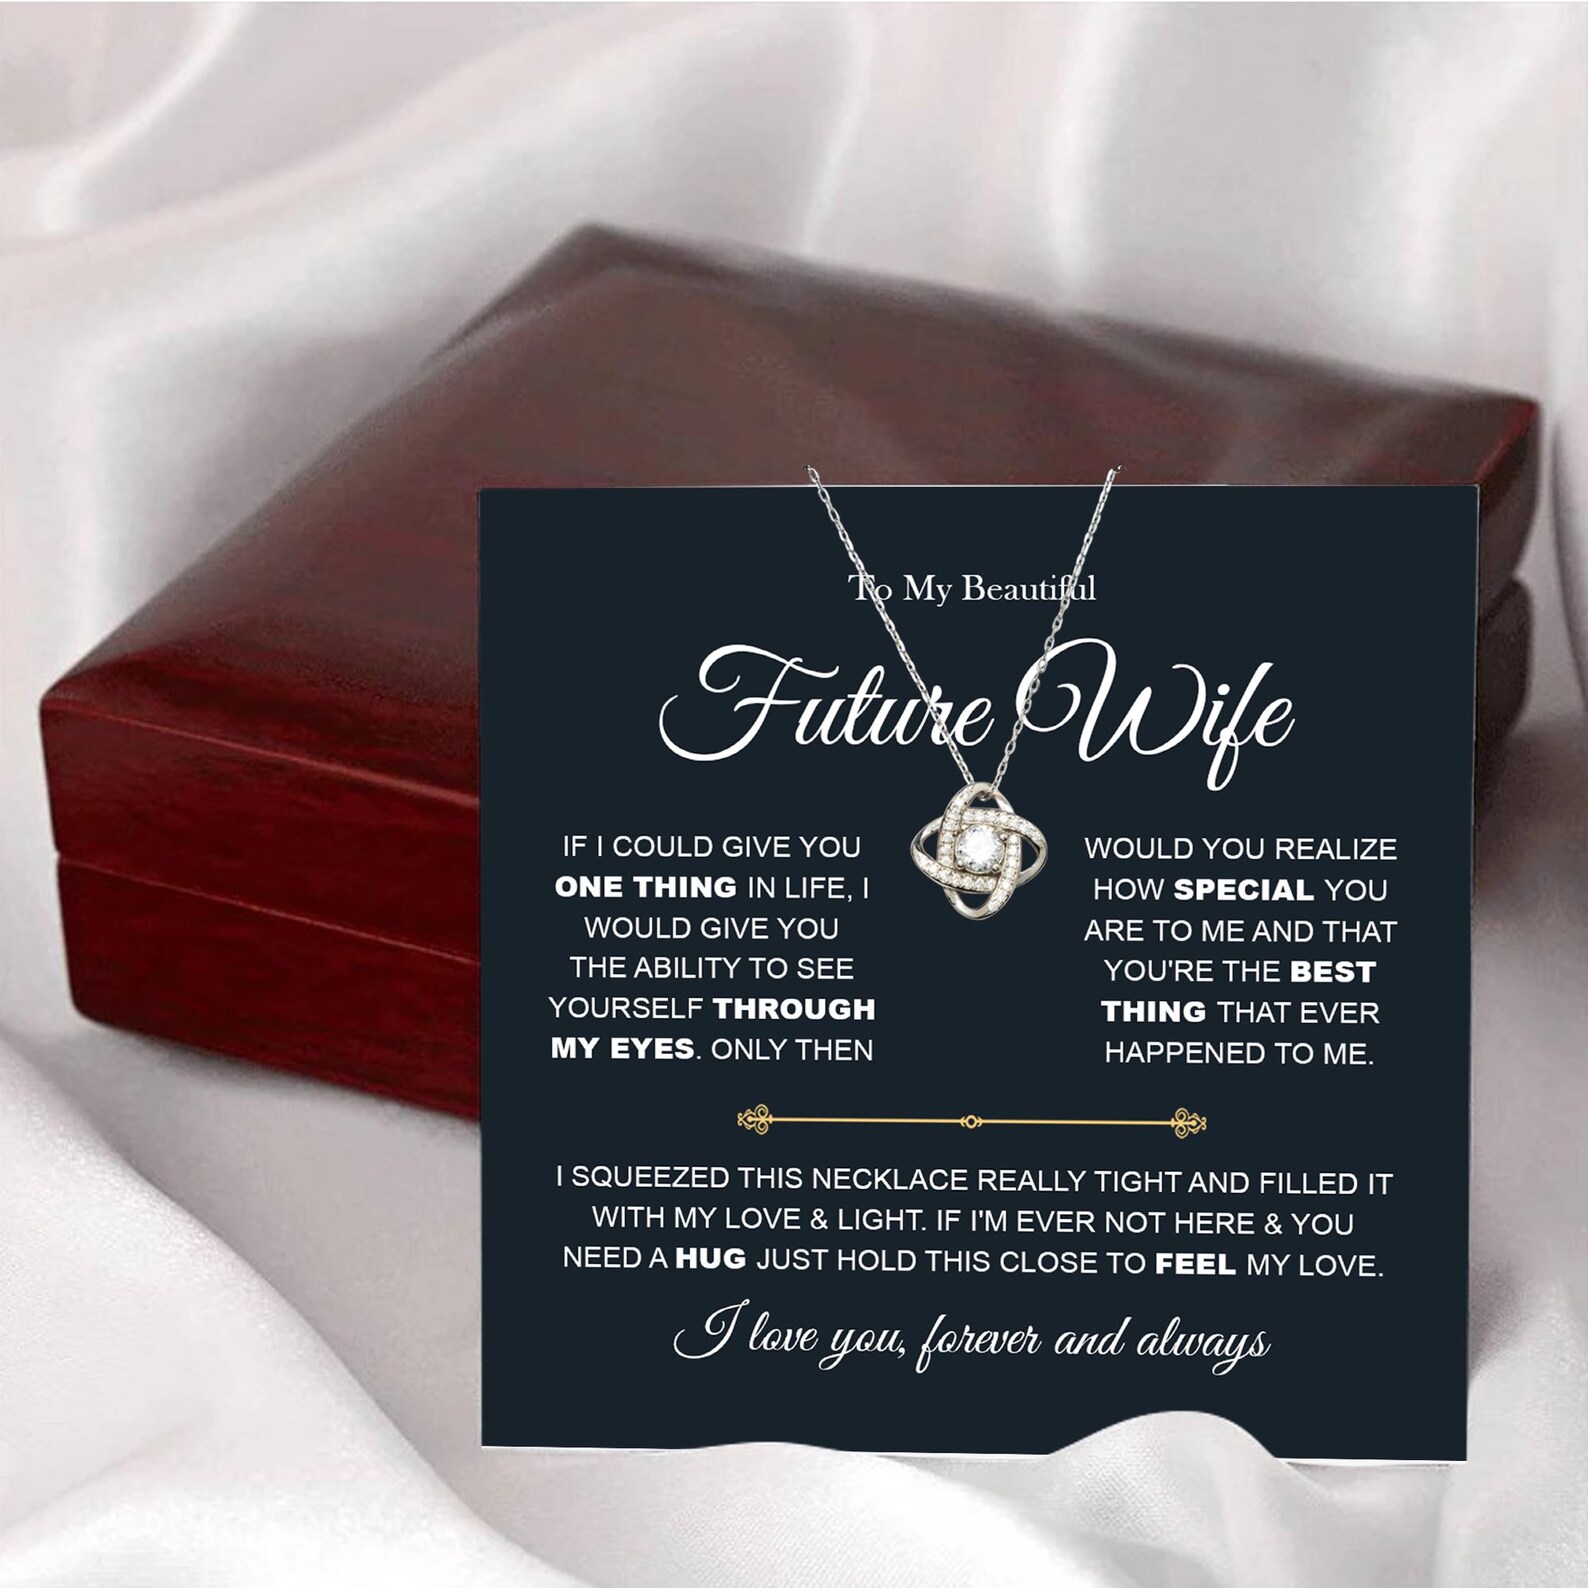 To My Beautiful
Future Wife
IF I COULD GIVE YOU
ONE THING IN LIFE, I
WOULD GIVE YOU
THE ABILITY TO SEE
YOURSELF THROUGH
MY EYES. ONLY THEN
WOULD YOU REALIZE
HOW SPECIAL YOU
ARE TO ME AND THAT
YOU'RE THE BEST
THING THAT EVER
HAPPENED TO ME.
I SQUEEZED THIS NECKLACE REALLY TIGHT AND FILLED IT
WITH MY LOVE & LIGHT. IF I'M EVER NOT HERE & YOU
NEED A HUG JUST HOLD THIS CLOSE TO FEEL MY LOVE.
I love you, forever and always